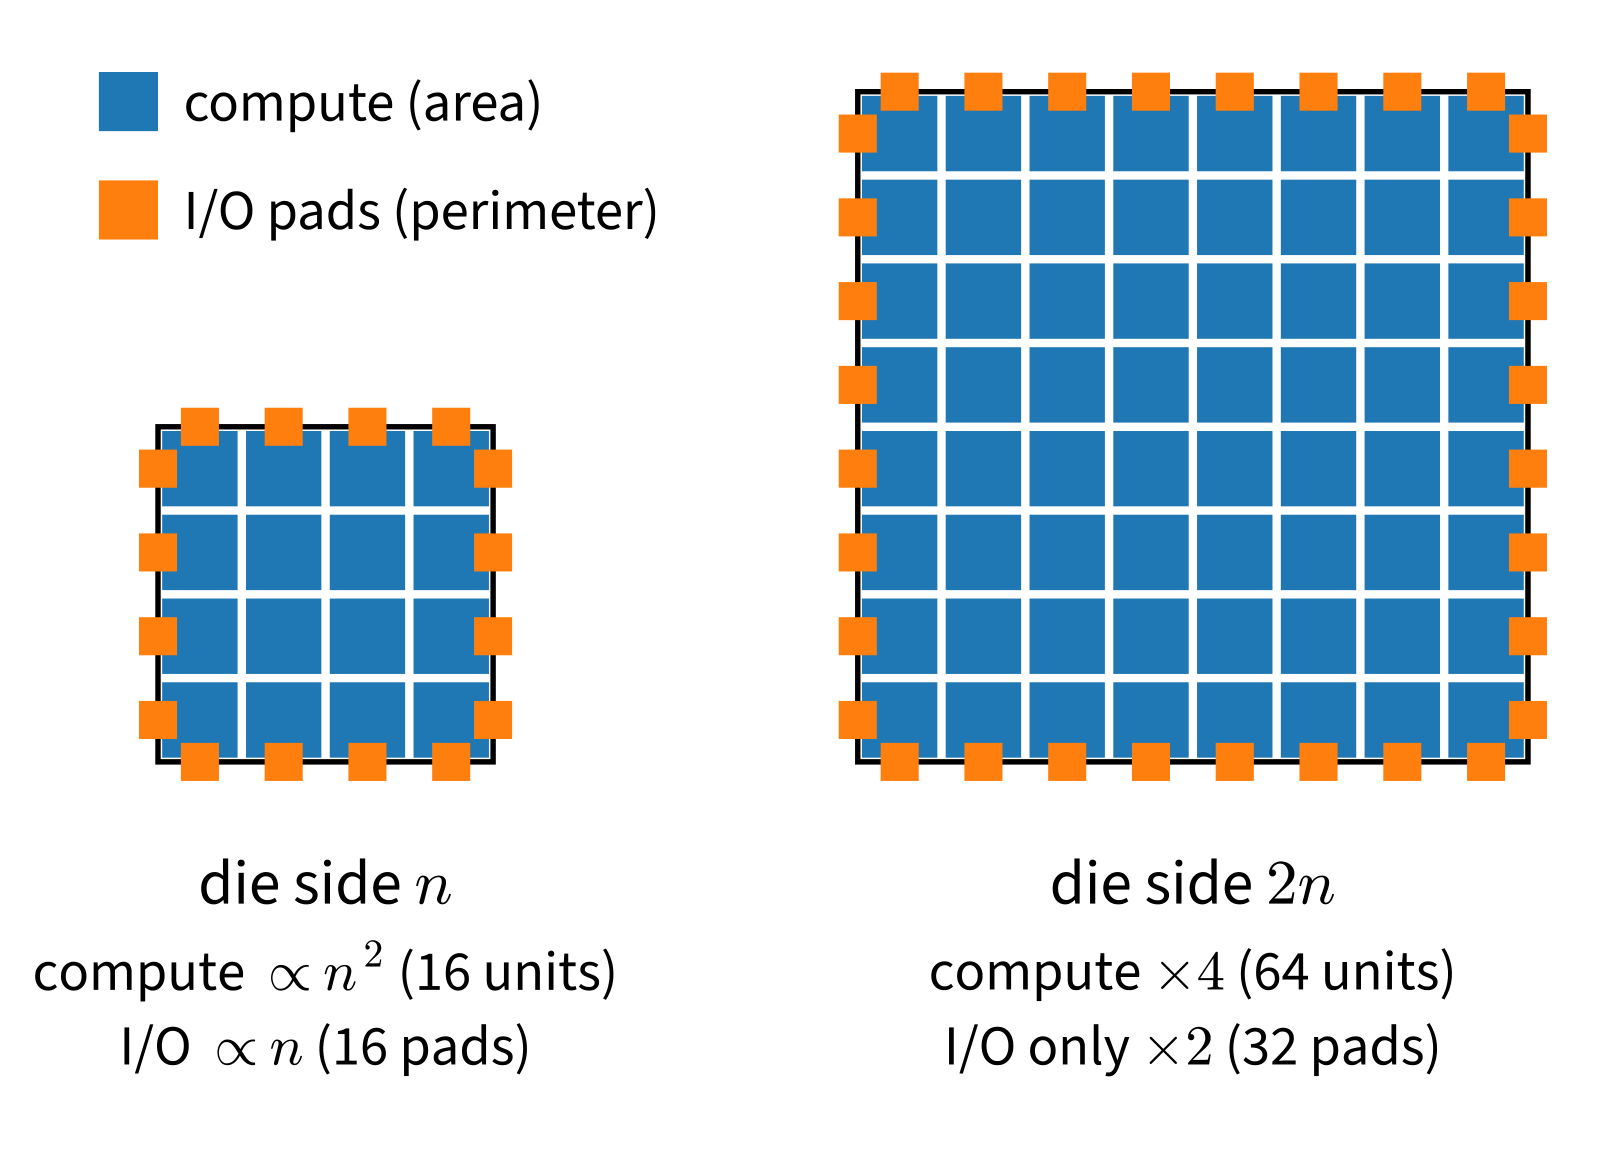 compute (area)
I/O pads (perimeter)
die side n
compute ∝ n² (16 units)
I/O ∝ n (16 pads)
die side 2n
compute ×4 (64 units)
I/O only ×2 (32 pads)